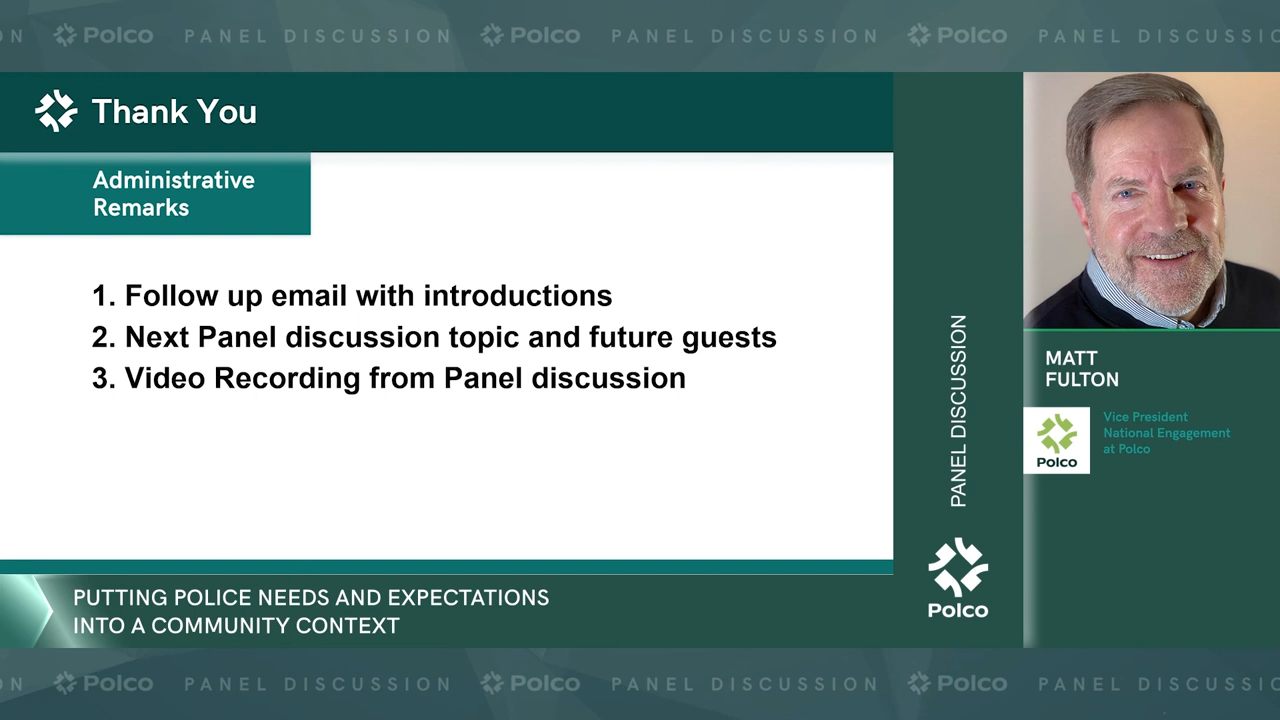 N Polco PANEL DISCUSSION Polco PANEL DISCUSSION Polco PANEL DISCUSSIC
Thank You
Administrative
Remarks
1. Follow up email with introductions
2. Next Panel discussion topic and future guests
3. Video Recording from Panel discussion
PUTTING POLICE NEEDS AND EXPECTATIONS
INTO A COMMUNITY CONTEXT
PANEL DISCUSSION
Polco
MATT
FULTON
Polco
Vice President
National Engagement
at Polco
N Polco PANEL DISCUSSION Polco PANEL DISCUSSION Polco PANEL DISCUSSIC